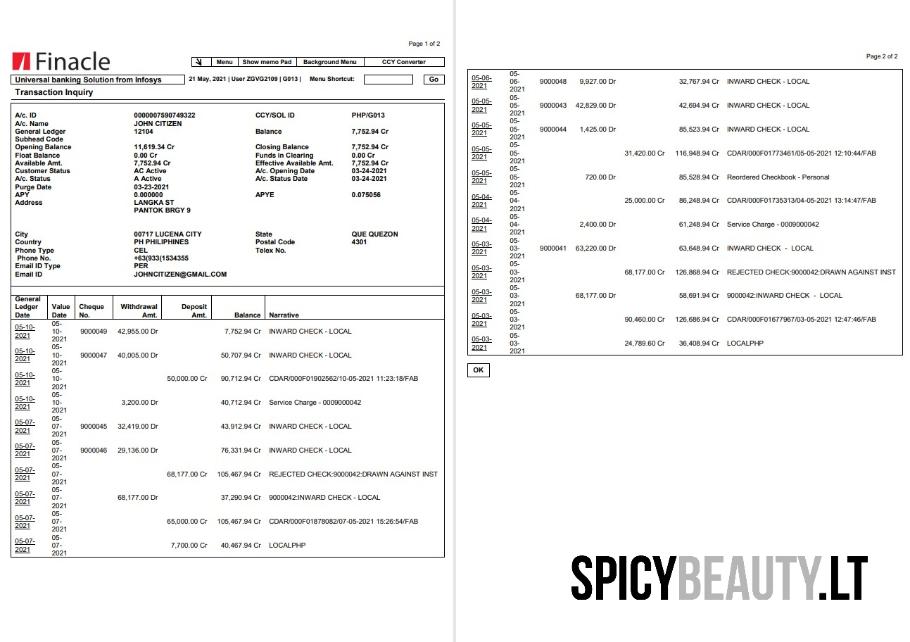 Page 1 of 2
Finacle
Menu Show memo Pad Background Menu CCY Converter
Universal banking Solution from Infosys 21 May, 2021 | User ZGVG2109 | G013 | Menu Shortcut: Go
Transaction Inquiry
A/c. ID 0000007590749322 CCY/SOL ID PHP/G013
A/c. Name JOHN CITIZEN
General Ledger 12104 Balance 7,752.94 Cr
Subhead Code
Opening Balance 11,619.34 Cr Closing Balance 7,752.94 Cr
Float Balance 0.00 Cr Funds in Clearing 0.00 Cr
Available Amt. 7,752.94 Cr Effective Available Amt. 7,752.94 Cr
Customer Status AC Active A/c. Opening Date 03-24-2021
A/c. Status A Active A/c. Status Date 03-24-2021
Purge Date 03-23-2021
APY 0.000000 APYE 0.075056
Address LANGKA ST
PANTOK BRGY 9
City 00717 LUCENA CITY State QUE QUEZON
Country PH PHILIPHINES Postal Code 4301
Phone Type CEL Telex No.
Phone No. +63(933)1534355
Email ID Type PER
Email ID JOHNCITIZEN@GMAIL.COM
General Ledger Date Value Date Cheque No. Withdrawal Amt. Deposit Amt. Balance Narrative
05-10-2021 05-10-2021 9000049 42,955.00 Dr 7,752.94 Cr INWARD CHECK - LOCAL
05-10-2021 05-10-2021 9000047 40,005.00 Dr 50,707.94 Cr INWARD CHECK - LOCAL
05-10-2021 05-10-2021 50,000.00 Cr 90,712.94 Cr CDAR/000F01902562/10-05-2021 11:23:18/FAB
05-10-2021 05-10-2021 3,200.00 Dr 40,712.94 Cr Service Charge - 0009000042
05-07-2021 05-07-2021 9000045 32,419.00 Dr 43.912.94 Cr INWARD CHECK - LOCAL
05-07-2021 05-07-2021 9000046 29,136.00 Dr 76,331.94 Cr INWARD CHECK - LOCAL
05-07-2021 05-07-2021 68,177.00 Cr 105,467.94 Cr REJECTED CHECK:9000042:DRAWN AGAINST INST
05-07-2021 05-07-2021 68,177.00 Dr 37,290.94 Cr 9000042:INWARD CHECK - LOCAL
05-07-2021 05-07-2021 65,000.00 Cr 105,467.94 Cr CDAR/000F01878082/07-05-2021 15:26:54/FAB
05-07-2021 05-07-2021 7,700.00 Cr 40,467.94 Cr LOCALPHP
Page 2 of 2
05-06-2021 05-06-2021 9000048 9,927.00 Dr 32,767.94 Cr INWARD CHECK - LOCAL
05-05-2021 05-05-2021 9000043 42,829.00 Dr 42,694.94 Cr INWARD CHECK - LOCAL
05-05-2021 05-05-2021 9000044 1,425.00 Dr 85,523.94 Cr INWARD CHECK - LOCAL
05-05-2021 05-05-2021 31,420.00 Cr 116,948.94 Cr CDAR/000F01773461/05-05-2021 12:10:44/FAB
05-05-2021 05-05-2021 720.00 Dr 85,528.94 Cr Reordered Checkbook - Personal
05-04-2021 05-04-2021 25,000.00 Cr 86,248.94 Cr CDAR/000F01735313/04-05-2021 13:14:47/FAB
05-04-2021 05-04-2021 2,400.00 Dr 61,248.94 Cr Service Charge - 0009000042
05-03-2021 05-03-2021 9000041 63,220.00 Dr 63,648.94 Cr INWARD CHECK - LOCAL
05-03-2021 05-03-2021 68,177.00 Cr 126,868.94 Cr REJECTED CHECK:9000042:DRAWN AGAINST INST
05-03-2021 05-03-2021 68,177.00 Dr 58,691.94 Cr 9000042:INWARD CHECK - LOCAL
05-03-2021 05-03-2021 90,460.00 Cr 126,686.94 Cr CDAR/000F01677967/03-05-2021 12:47:46/FAB
05-03-2021 05-03-2021 24,789.60 Cr 36,408.94 Cr LOCALPHP
OK
SPICYBEAUTY.LT